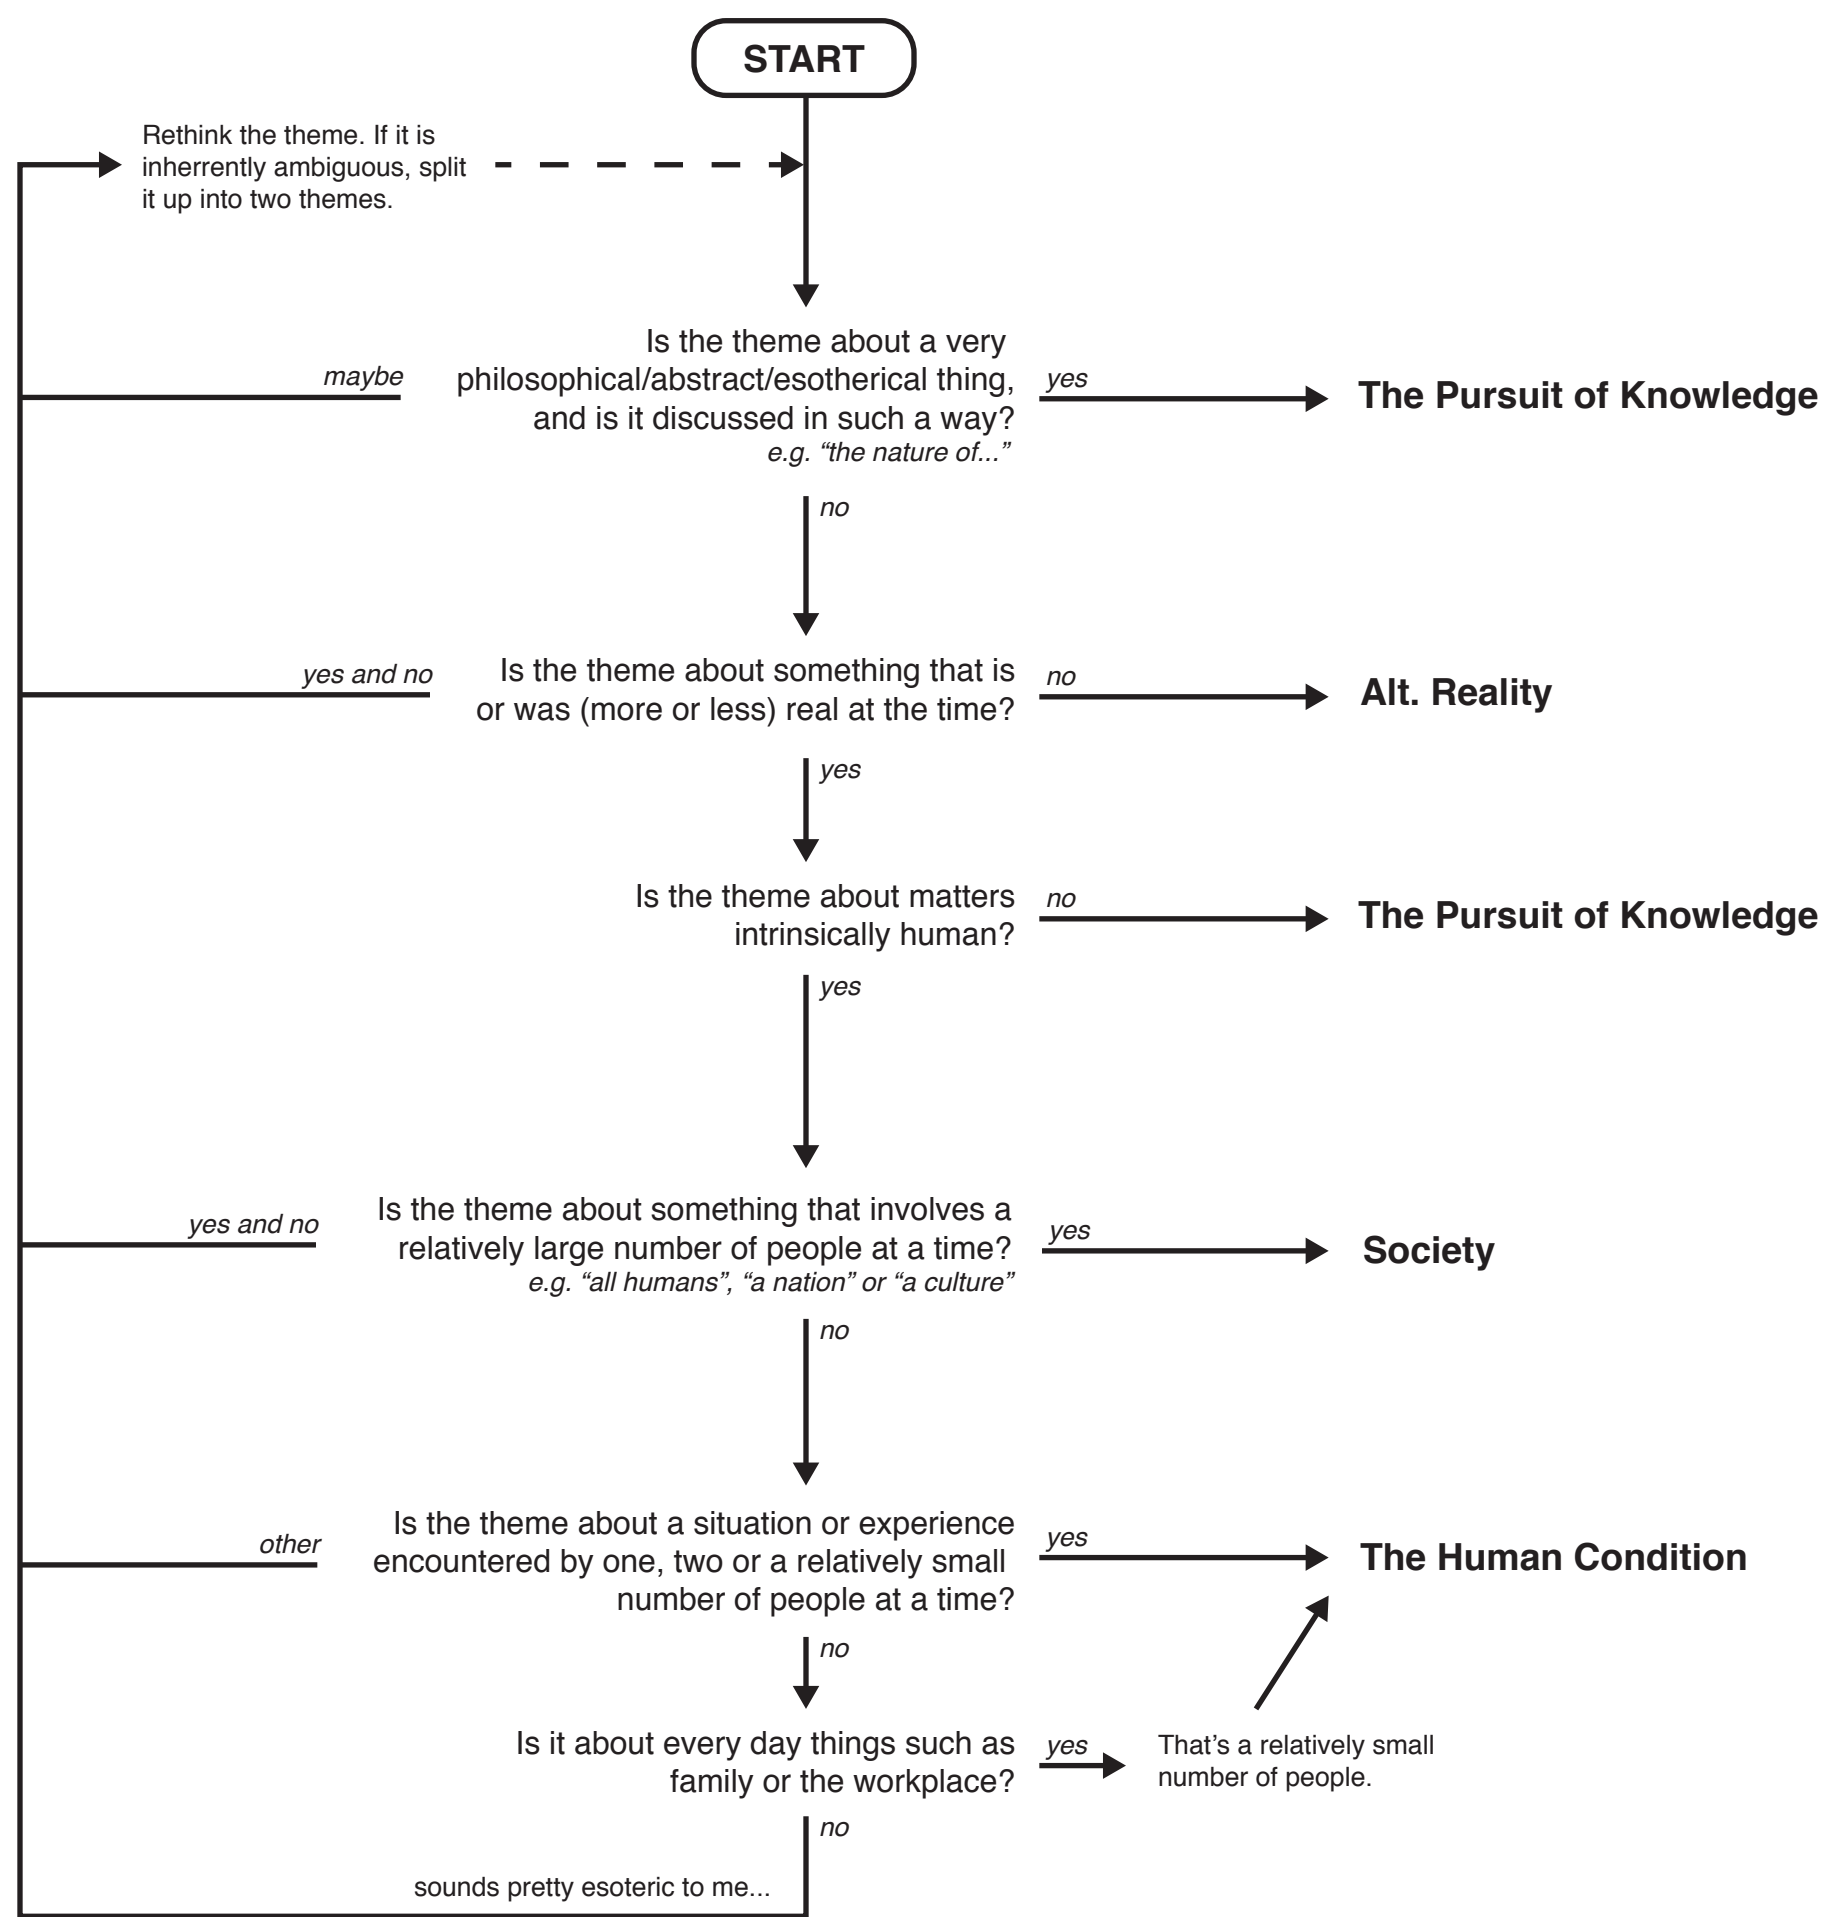 START
Rethink the theme. If it is
inherrently ambiguous, split
it up into two themes.
Is the theme about a very
philosophical/abstract/esotherical thing,
and is it discussed in such a way?
e.g. “the nature of...”
maybe
yes
The Pursuit of Knowledge
no
Is the theme about something that is
or was (more or less) real at the time?
yes and no
no
Alt. Reality
yes
Is the theme about matters
intrinsically human?
no
The Pursuit of Knowledge
yes
Is the theme about something that involves a
relatively large number of people at a time?
e.g. “all humans”, “a nation” or “a culture”
yes and no
yes
Society
no
Is the theme about a situation or experience
encountered by one, two or a relatively small
number of people at a time?
other
yes
The Human Condition
no
Is it about every day things such as
family or the workplace?
yes
That's a relatively small
number of people.
no
sounds pretty esoteric to me...